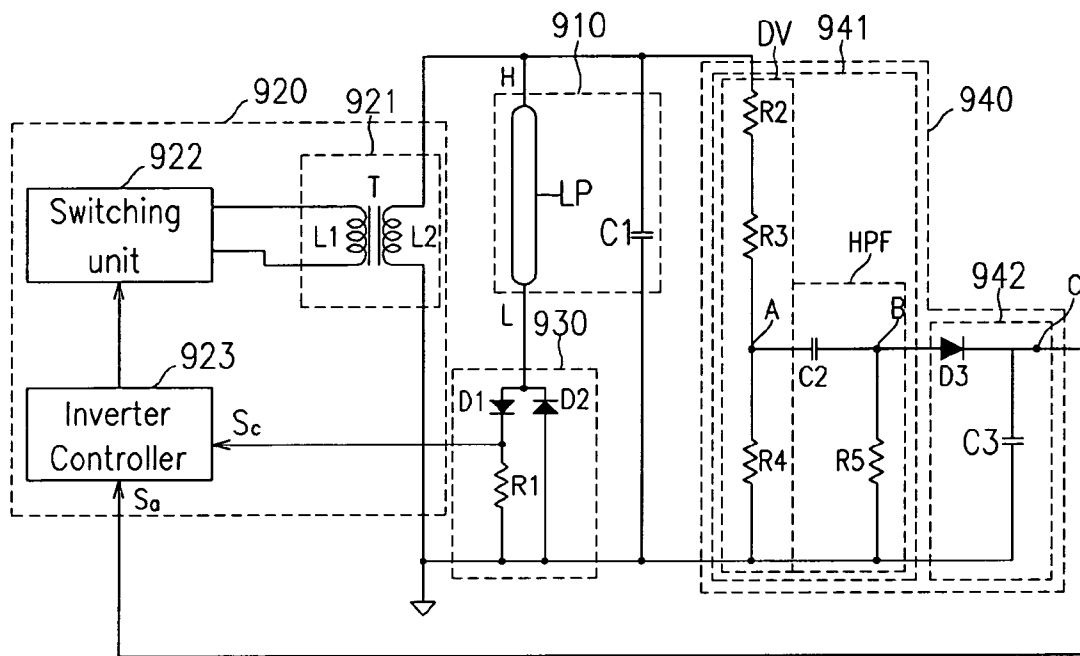 910
DV
941
H
940
920
921
R2
922
T
LP
Switching
unit
L1
L2
C1
R3
HPF
942
C
L
930
A
B
923
C2
D3
D1
D2
Inverter
Controller
Sc
C3
R1
R4
R5
Sa